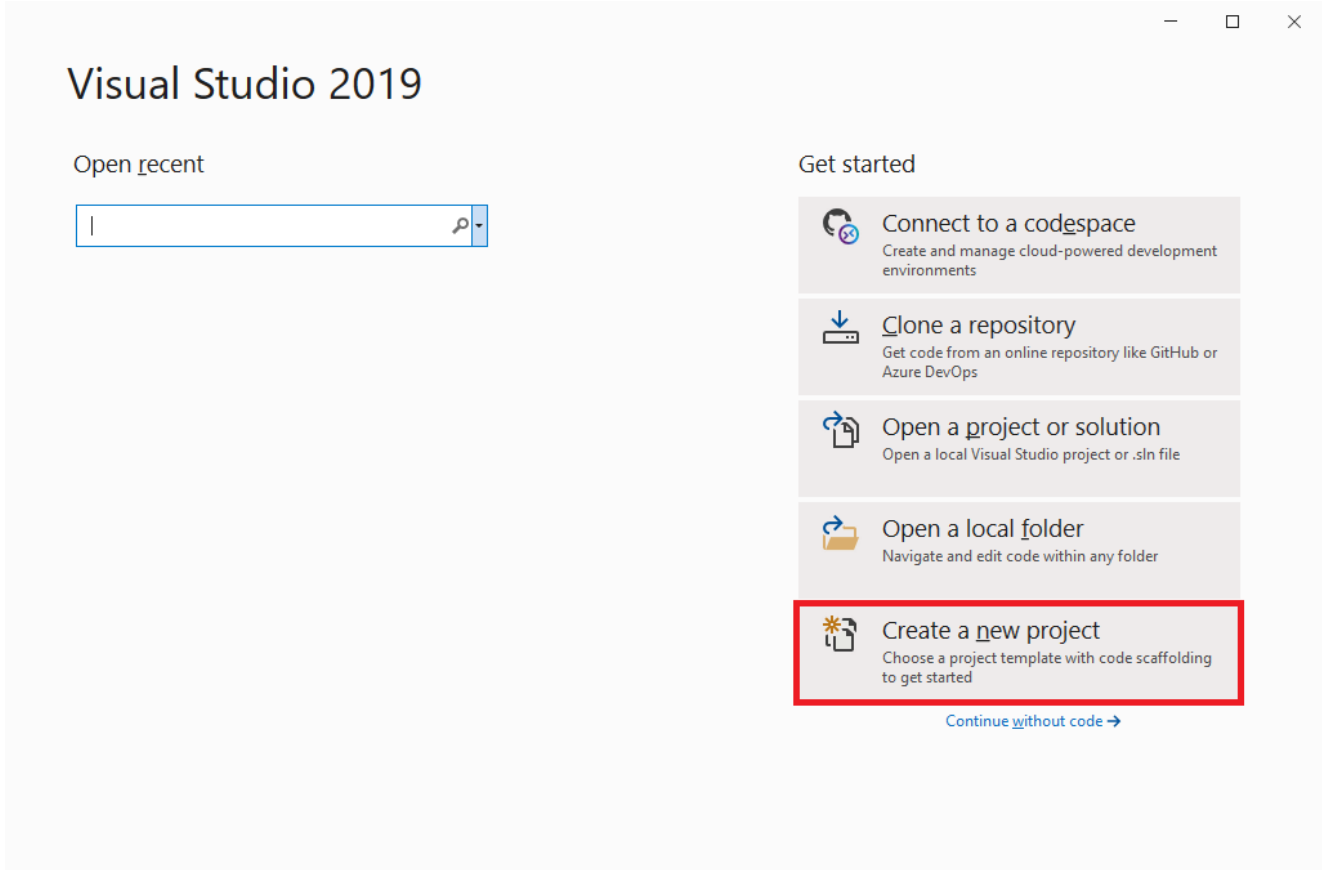 Visual Studio 2019
Open recent
Get started
Connect to a codespace
Create and manage cloud-powered development
environments
Clone a repository
Get code from an online repository like GitHub or
Azure DevOps
Open a project or solution
Open a local Visual Studio project or .sln file
Open a local folder
Navigate and edit code within any folder
Create a new project
Choose a project template with code scaffolding
to get started
Continue without code →